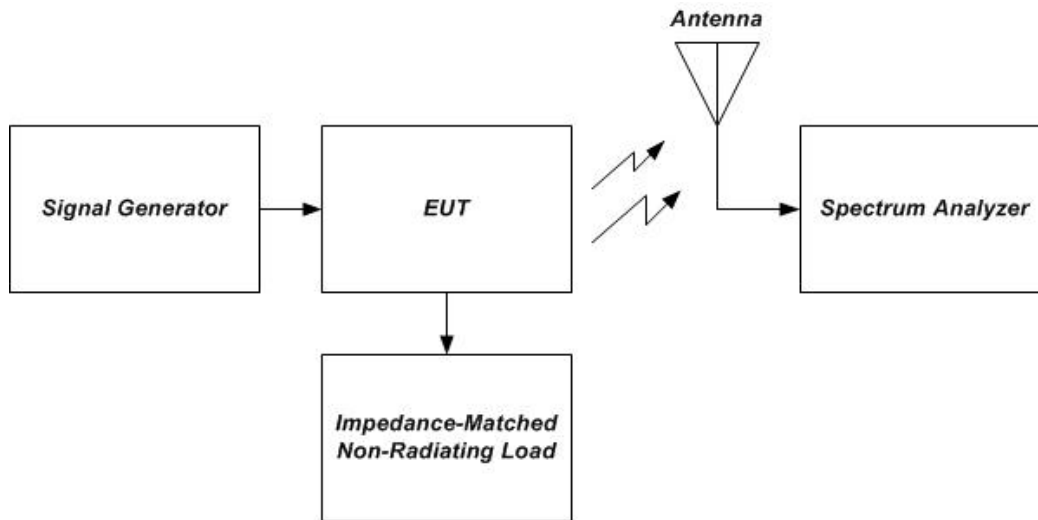 Antenna
Signal Generator
EUT
Spectrum Analyzer
Impedance-Matched
Non-Radiating Load